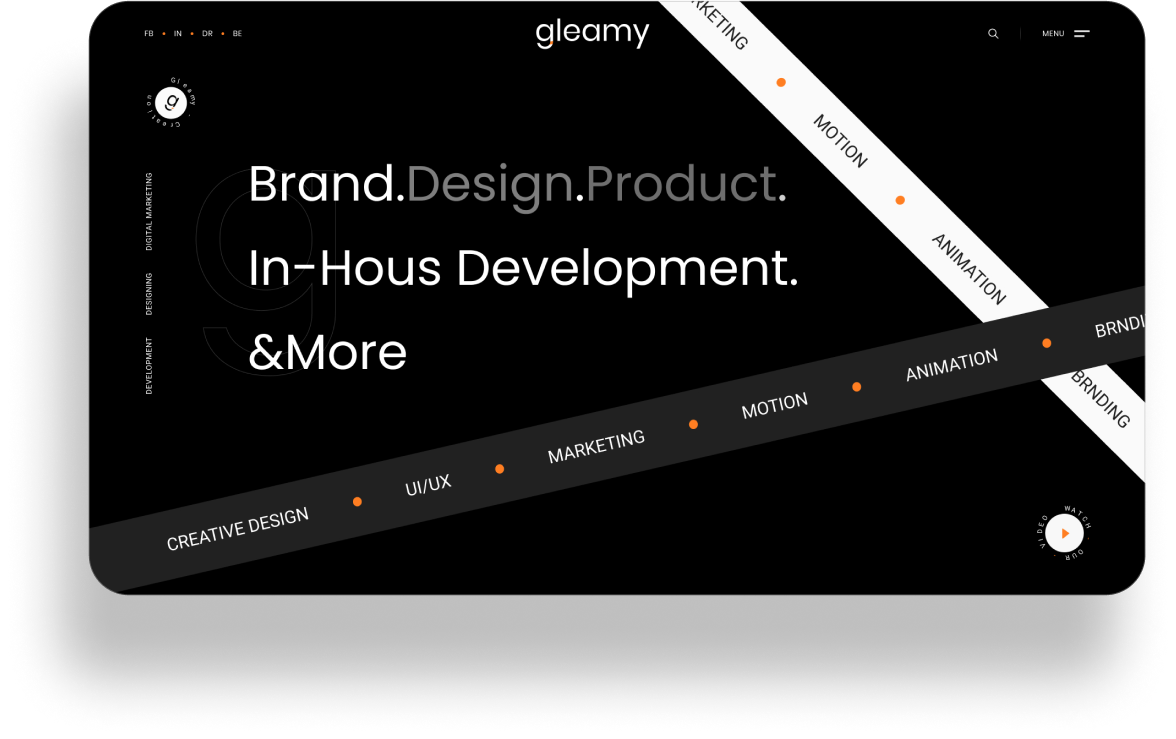 FB • IN • DR • BE
gleamy
MENU
Gleamy · Creation
g
DIGITAL MARKETING
DESIGNING
DEVELOPMENT
g
Brand.Design.Product.
In-Hous Development.
&More
RKETING • MOTION • ANIMATION
BRNDING
CREATIVE DESIGN • UI/UX • MARKETING • MOTION • ANIMATION • BRNDI
WATCH · OUR · VIDEO